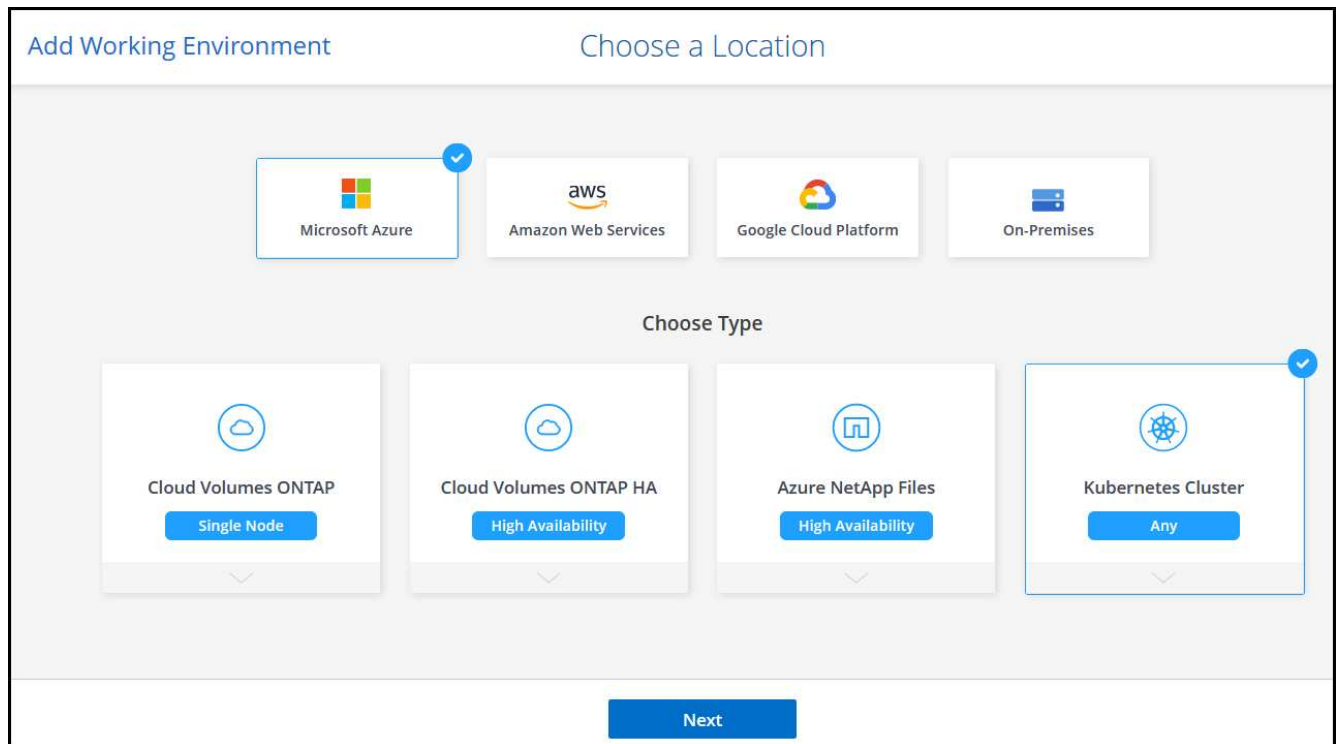 Add Working Environment
Choose a Location
aws
Microsoft Azure
Amazon Web Services
Google Cloud Platform
On-Premises
Choose Type
Cloud Volumes ONTAP
Cloud Volumes ONTAP HA
Azure NetApp Files
Kubernetes Cluster
Single Node
High Availability
High Availability
Any
Next